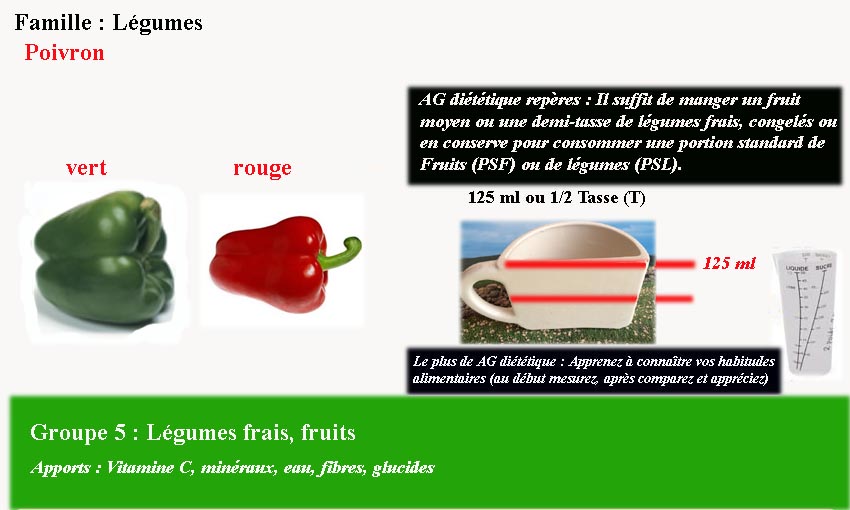 Famille : Légumes
Poivron
AG diététique repères : Il suffit de manger un fruit
moyen ou une demi-tasse de légumes frais, congelés ou
en conserve pour consommer une portion standard de
Fruits (PSF) ou de légumes (PSL).
vert
rouge
125 ml ou 1/2 Tasse (T)
125 ml
LIQUIDE SUCRE
Le plus de AG diététique : Apprenez à connaître vos habitudes
alimentaires (au début mesurez, après comparez et appréciez)
Groupe 5 : Légumes frais, fruits
Apports : Vitamine C, minéraux, eau, fibres, glucides